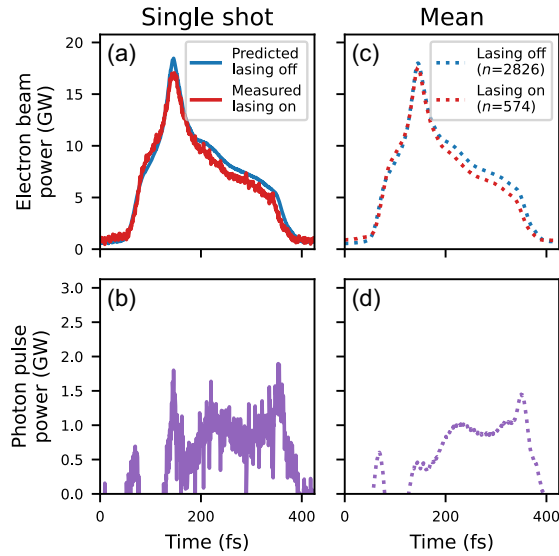 Single shot
Mean
(a)
Predicted
lasing off
Measured
lasing on
(c)
Lasing off
(n=2826)
Lasing on
(n=574)
Electron beam
power (GW)
20
15
10
5
0
(b)
(d)
Photon pulse
power (GW)
3.0
2.5
2.0
1.5
1.0
0.5
0.0
0 200 400
0 200 400
Time (fs)
Time (fs)